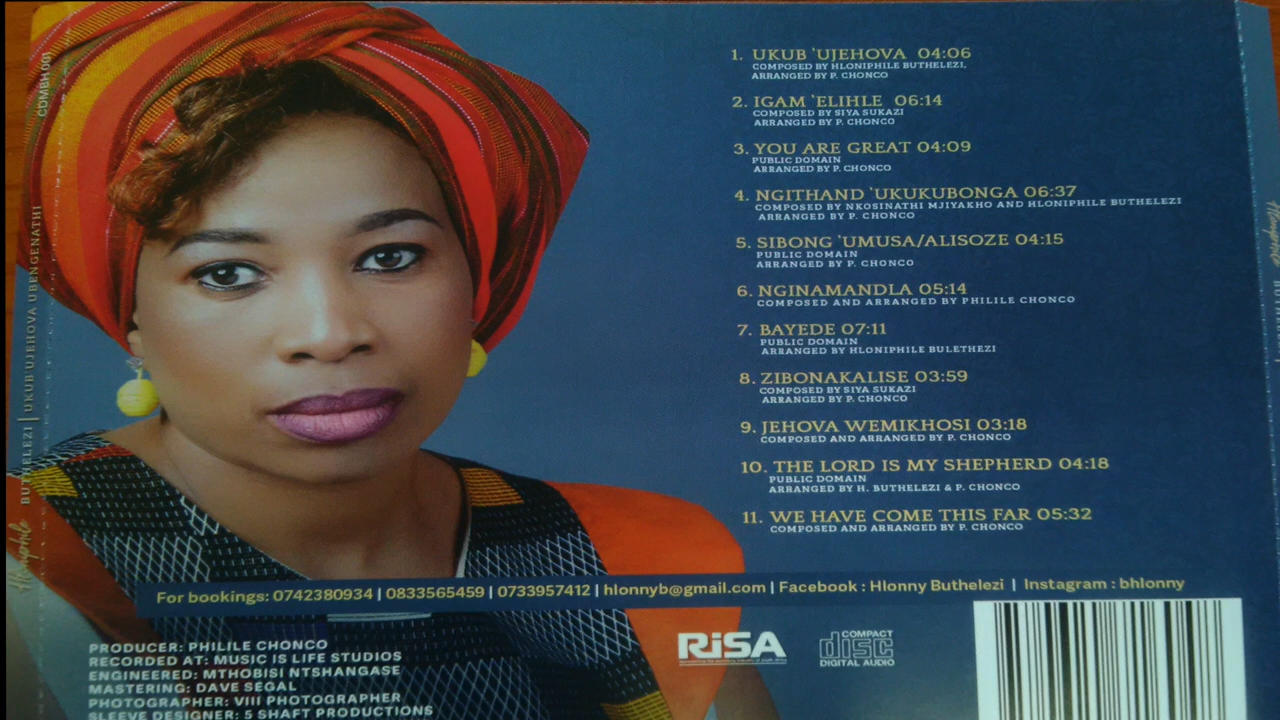 CDMBH 001
Hloniphile BUTHELEZI | UKUB'UJEHOVA UBENGENATHI
1. UKUB 'UJEHOVA 04:06
COMPOSED BY HLONIPHILE BUTHELEZI,
ARRANGED BY P. CHONCO
2. IGAM 'ELIHLE 06:14
COMPOSED BY SIYA SUKAZI
ARRANGED BY P. CHONCO
3. YOU ARE GREAT 04:09
PUBLIC DOMAIN
ARRANGED BY P. CHONCO
4. NGITHAND 'UKUKUBONGA 06:37
COMPOSED BY NKOSINATHI MJIYAKHO AND HLONIPHILE BUTHELEZI
ARRANGED BY P. CHONCO
5. SIBONG 'UMUSA/ALISOZE 04:15
PUBLIC DOMAIN
ARRANGED BY P. CHONCO
6. NGINAMANDLA 05:14
COMPOSED AND ARRANGED BY PHILILE CHONCO
7. BAYEDE 07:11
PUBLIC DOMAIN
ARRANGED BY HLONIPHILE BULETHEZI
8. ZIBONAKALISE 03:59
COMPOSED BY SIYA SUKAZI
ARRANGED BY P. CHONCO
9. JEHOVA WEMIKHOSI 03:18
COMPOSED AND ARRANGED BY P. CHONCO
10. THE LORD IS MY SHEPHERD 04:18
PUBLIC DOMAIN
ARRANGED BY H. BUTHELEZI & P. CHONCO
11. WE HAVE COME THIS FAR 05:32
COMPOSED AND ARRANGED BY P. CHONCO
For bookings: 0742380934 | 0833565459 | 0733957412 | hlonnyb@gmail.com | Facebook : Hlonny Buthelezi | Instagram : bhlonny
PRODUCER: PHILILE CHONCO
RECORDED AT: MUSIC IS LIFE STUDIOS
ENGINEERED: MTHOBISI NTSHANGASE
MASTERING: DAVE SEGAL
PHOTOGRAPHER: VIII PHOTOGRAPHER
SLEEVE DESIGNER: 5 SHAFT PRODUCTIONS
RiSA
COMPACT
disc
DIGITAL AUDIO